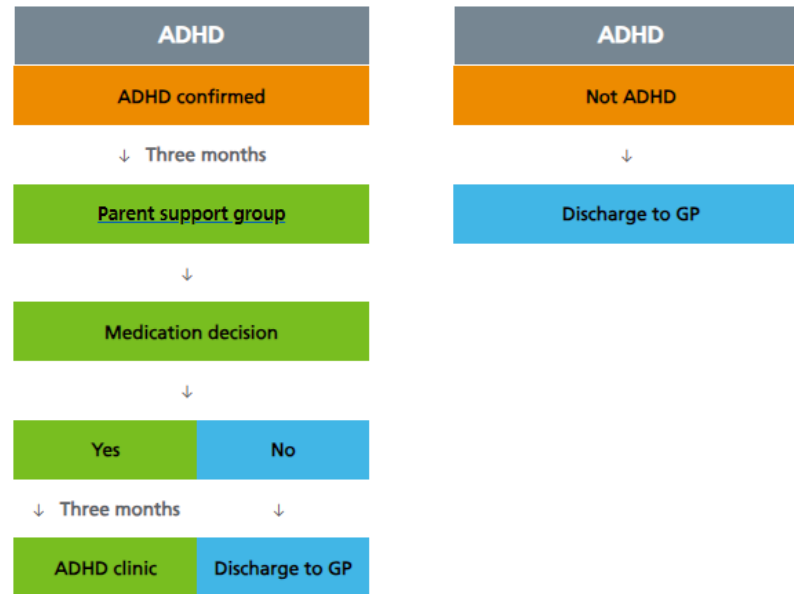 ADHD
ADHD confirmed
↓ Three months
Parent support group
↓
Medication decision
↓
Yes
No
↓ Three months
↓
ADHD clinic
Discharge to GP
ADHD
Not ADHD
↓
Discharge to GP